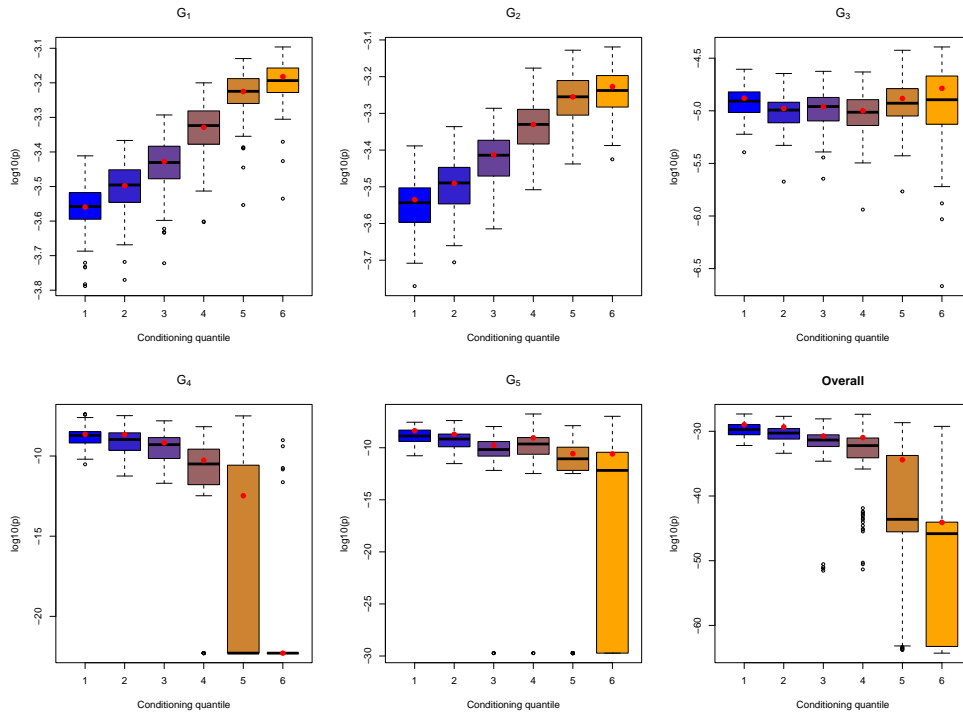 G1
G2
G3
log10(p)
−3.1
−3.2
−3.3
−3.4
−3.5
−3.6
−3.7
−3.8
1 2 3 4 5 6
Conditioning quantile
log10(p)
−3.1
−3.2
−3.3
−3.4
−3.5
−3.6
−3.7
1 2 3 4 5 6
Conditioning quantile
log10(p)
−4.5
−5.0
−5.5
−6.0
−6.5
1 2 3 4 5 6
Conditioning quantile
G4
G5
Overall
log10(p)
−10
−15
−20
1 2 3 4 5 6
Conditioning quantile
log10(p)
−10
−15
−20
−25
−30
1 2 3 4 5 6
Conditioning quantile
log10(p)
−30
−40
−50
−60
1 2 3 4 5 6
Conditioning quantile